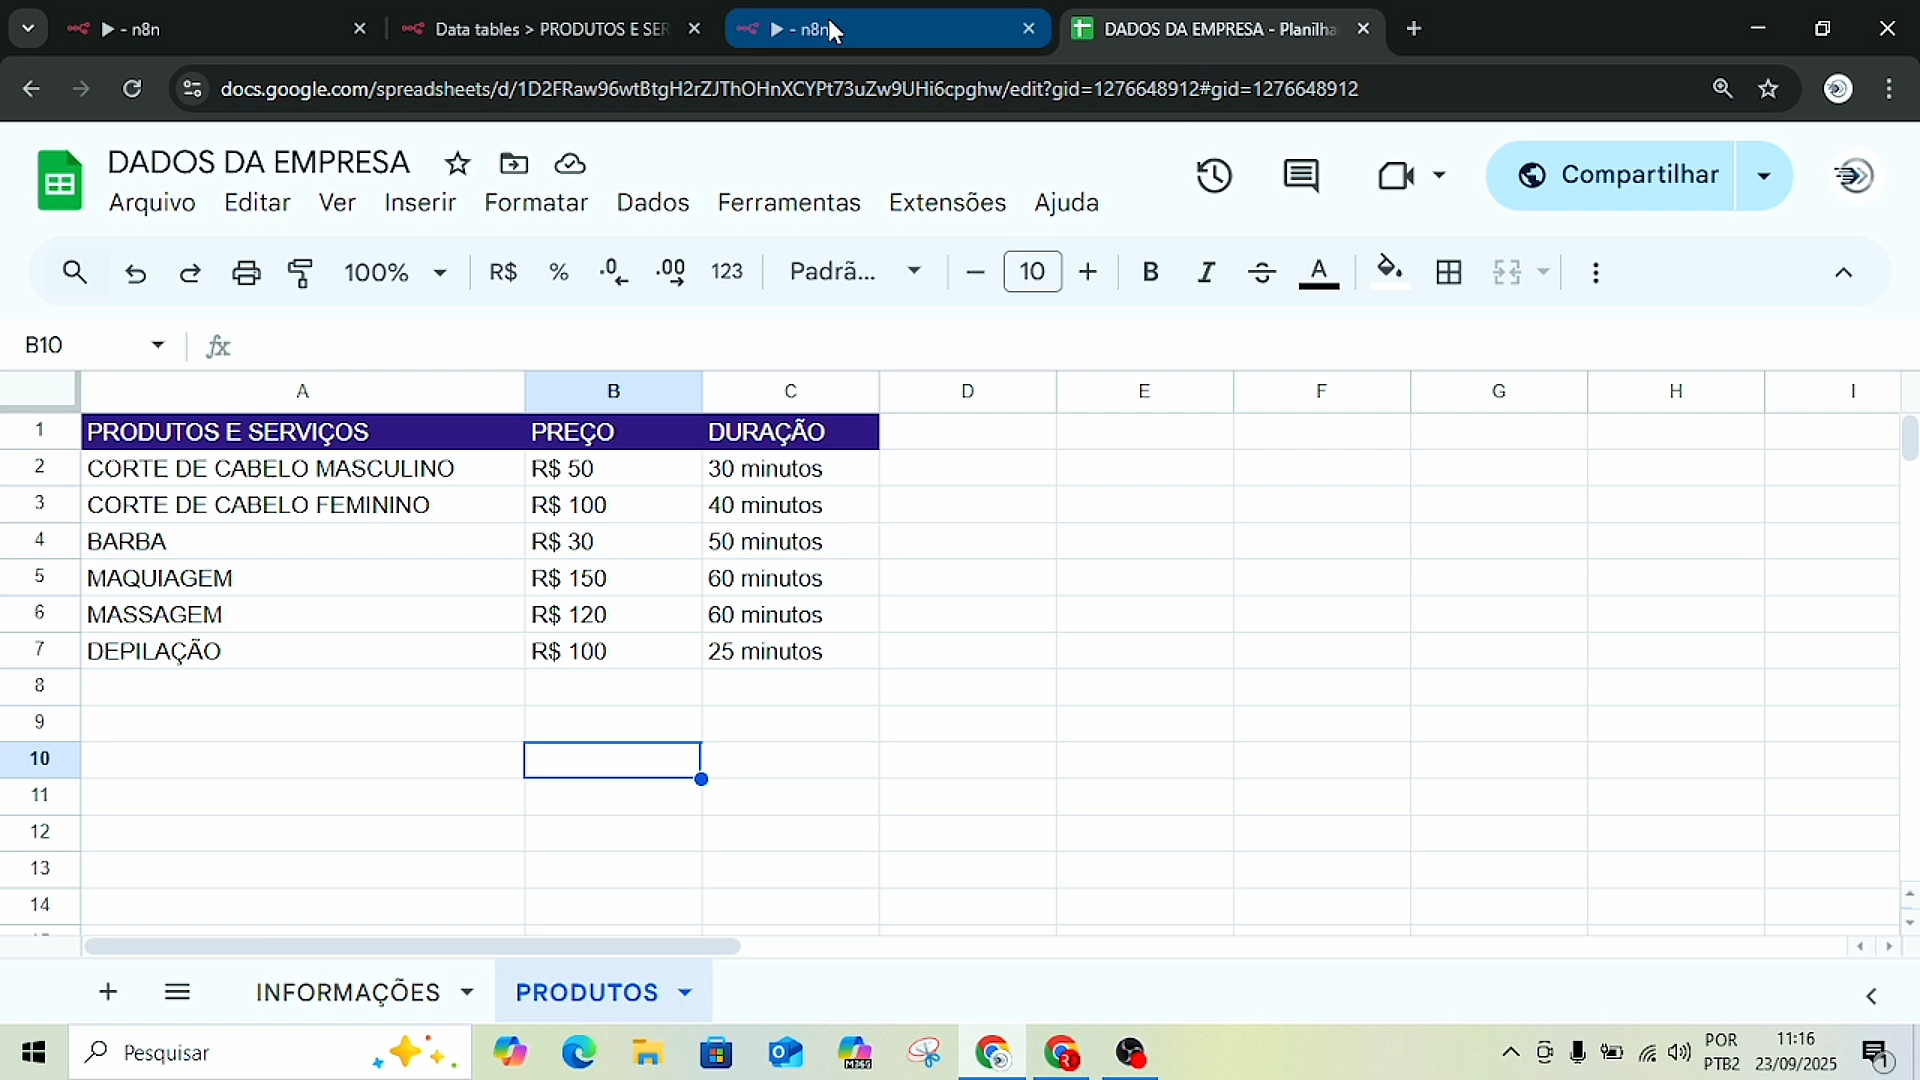 ▶ - n8n
Data tables > PRODUTOS E SER
▶ - n8n
DADOS DA EMPRESA - Planilha
docs.google.com/spreadsheets/d/1D2FRaw96wtBtgH2rZJThOHnXCYPt73uZw9UHi6cpghw/edit?gid=1276648912#gid=1276648912
DADOS DA EMPRESA
Compartilhar
Arquivo Editar Ver Inserir Formatar Dados Ferramentas Extensões Ajuda
100% R$ % .0 .00 123 Padrã... 10 B I S A
B10 fx
A B C D E F G H I
1 PRODUTOS E SERVIÇOS PREÇO DURAÇÃO
2 CORTE DE CABELO MASCULINO R$ 50 30 minutos
3 CORTE DE CABELO FEMININO R$ 100 40 minutos
4 BARBA R$ 30 50 minutos
5 MAQUIAGEM R$ 150 60 minutos
6 MASSAGEM R$ 120 60 minutos
7 DEPILAÇÃO R$ 100 25 minutos
8
9
10
11
12
13
14
INFORMAÇÕES PRODUTOS
Pesquisar
M365
POR
PTB2
11:16
23/09/2025
1